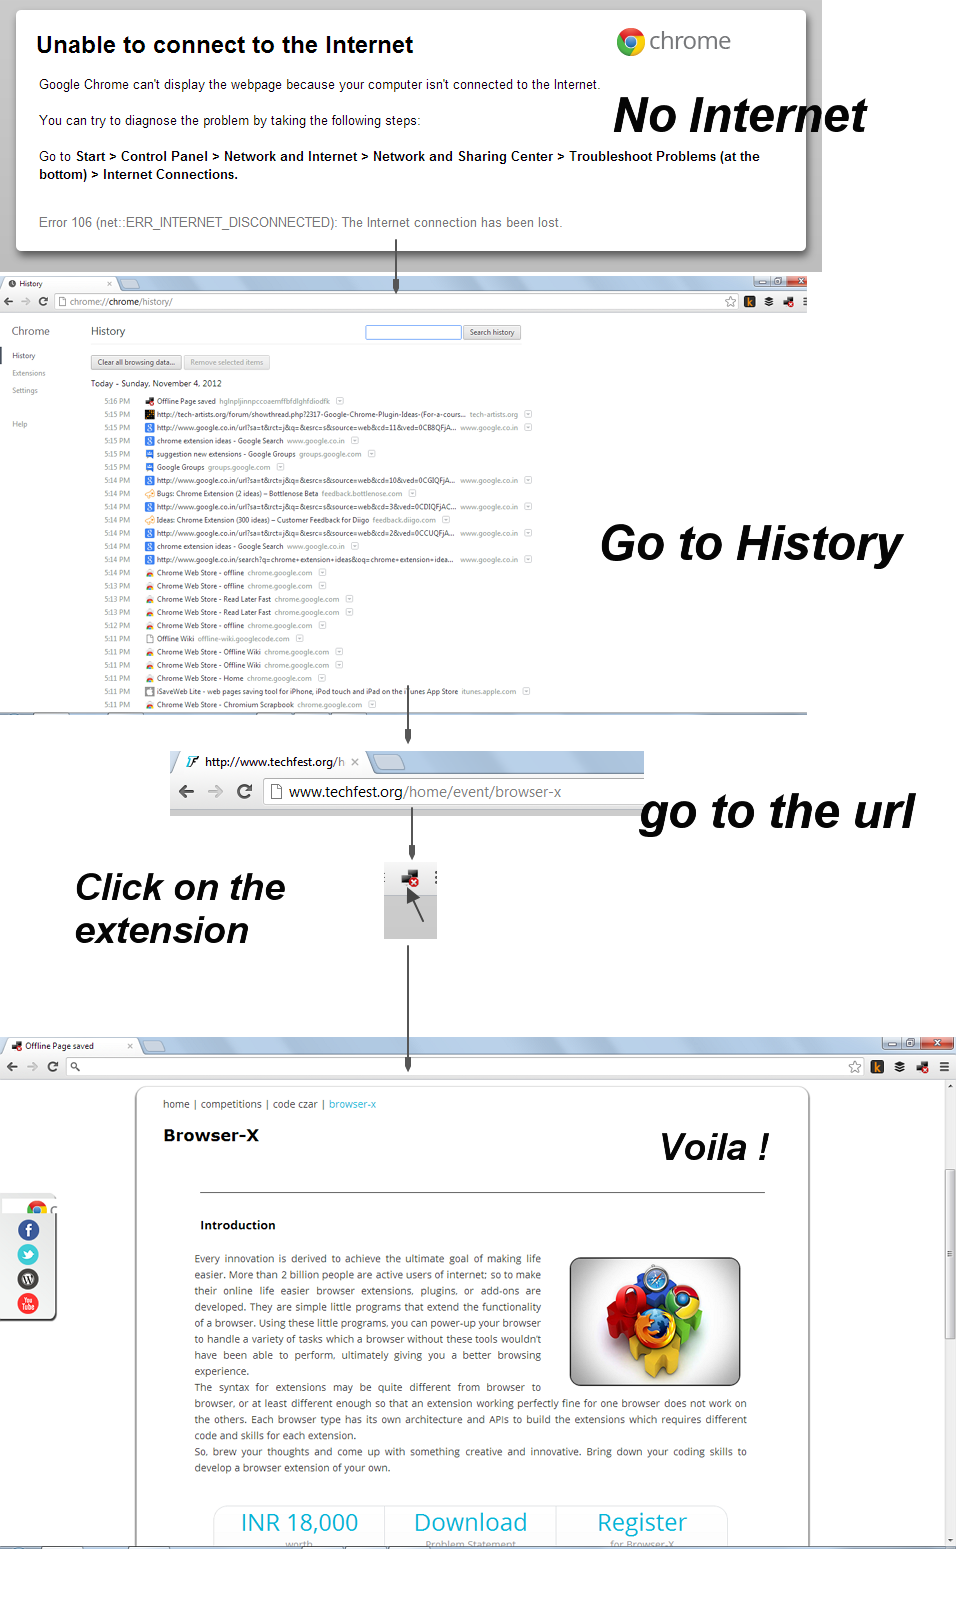 Unable to connect to the Internet
chrome
Google Chrome can't display the webpage because your computer isn't connected to the Internet.
No Internet
You can try to diagnose the problem by taking the following steps:
Go to Start > Control Panel > Network and Internet > Network and Sharing Center > Troubleshoot Problems (at the
bottom) > Internet Connections.
Error 106 (net::ERR_INTERNET_DISCONNECTED): The Internet connection has been lost.
History
chrome://chrome/history/
Chrome
History
Search history
History
Extensions
Settings
Help
Clear all browsing data...
Remove selected items
Today - Sunday, November 4, 2012
5:16 PM Offline Page saved
5:15 PM http://tech-artists.org/forum/showthread.php?2317-Google-Chrome-Plugin-Ideas-(For-a-cours... tech-artists.org
5:15 PM http://www.google.co.in/url?sa=t&rct=j&q=&esrc=s&source=web&cd=11&ved=0CB8QFjA... www.google.co.in
5:15 PM chrome extension ideas - Google Search www.google.co.in
5:15 PM suggestion new extensions - Google Groups groups.google.com
5:15 PM Google Groups groups.google.com
5:14 PM http://www.google.co.in/url?sa=t&rct=j&q=&esrc=s&source=web&cd=10&ved=0CGIQFjA... www.google.co.in
5:14 PM Bugs: Chrome Extension (2 ideas) – Bottlenose Beta feedback.bottlenose.com
5:14 PM http://www.google.co.in/url?sa=t&rct=j&q=&esrc=s&source=web&cd=3&ved=0CDIQFjAC... www.google.co.in
5:14 PM Ideas: Chrome Extension (300 ideas) – Customer Feedback for Diigo feedback.diigo.com
5:14 PM http://www.google.co.in/url?sa=t&rct=j&q=&esrc=s&source=web&cd=2&ved=0CCUQFjA... www.google.co.in
5:14 PM chrome extension ideas - Google Search www.google.co.in
5:14 PM http://www.google.co.in/search?q=chrome+extension+ideas&oq=chrome+extension+idea... www.google.co.in
5:14 PM Chrome Web Store - offline chrome.google.com
5:13 PM Chrome Web Store - offline chrome.google.com
5:13 PM Chrome Web Store - Read Later Fast chrome.google.com
5:13 PM Chrome Web Store - Read Later Fast chrome.google.com
5:12 PM Chrome Web Store - offline chrome.google.com
5:11 PM Offline Wiki offline-wiki.googlecode.com
5:11 PM Chrome Web Store - Offline Wiki chrome.google.com
5:11 PM Chrome Web Store - Offline Wiki chrome.google.com
5:11 PM Chrome Web Store - Home chrome.google.com
5:11 PM iSaveWeb Lite - web pages saving tool for iPhone, iPod touch and iPad on the iTunes App Store itunes.apple.com
5:11 PM Chrome Web Store - Chromium Scrapbook chrome.google.com
Go to History
http://www.techfest.org/h
www.techfest.org/home/event/browser-x
go to the url
Click on the
extension
Offline Page saved
home | competitions | code czar | browser-x
Browser-X
Voila !
Introduction
Every innovation is derived to achieve the ultimate goal of making life
easier. More than 2 billion people are active users of internet; so to make
their online life easier browser extensions, plugins, or add-ons are
developed. They are simple little programs that extend the functionality
of a browser. Using these little programs, you can power-up your browser
to handle a variety of tasks which a browser without these tools wouldn't
have been able to perform, ultimately giving you a better browsing
experience.
The syntax for extensions may be quite different from browser to
browser, or at least different enough so that an extension working perfectly fine for one browser does not work on
the others. Each browser type has its own architecture and APIs to build the extensions which requires different
code and skills for each extension.
So, brew your thoughts and come up with something creative and innovative. Bring down your coding skills to
develop a browser extension of your own.
You
Tube
INR 18,000
worth
Download
Problem Statement
Register
for Browser-X